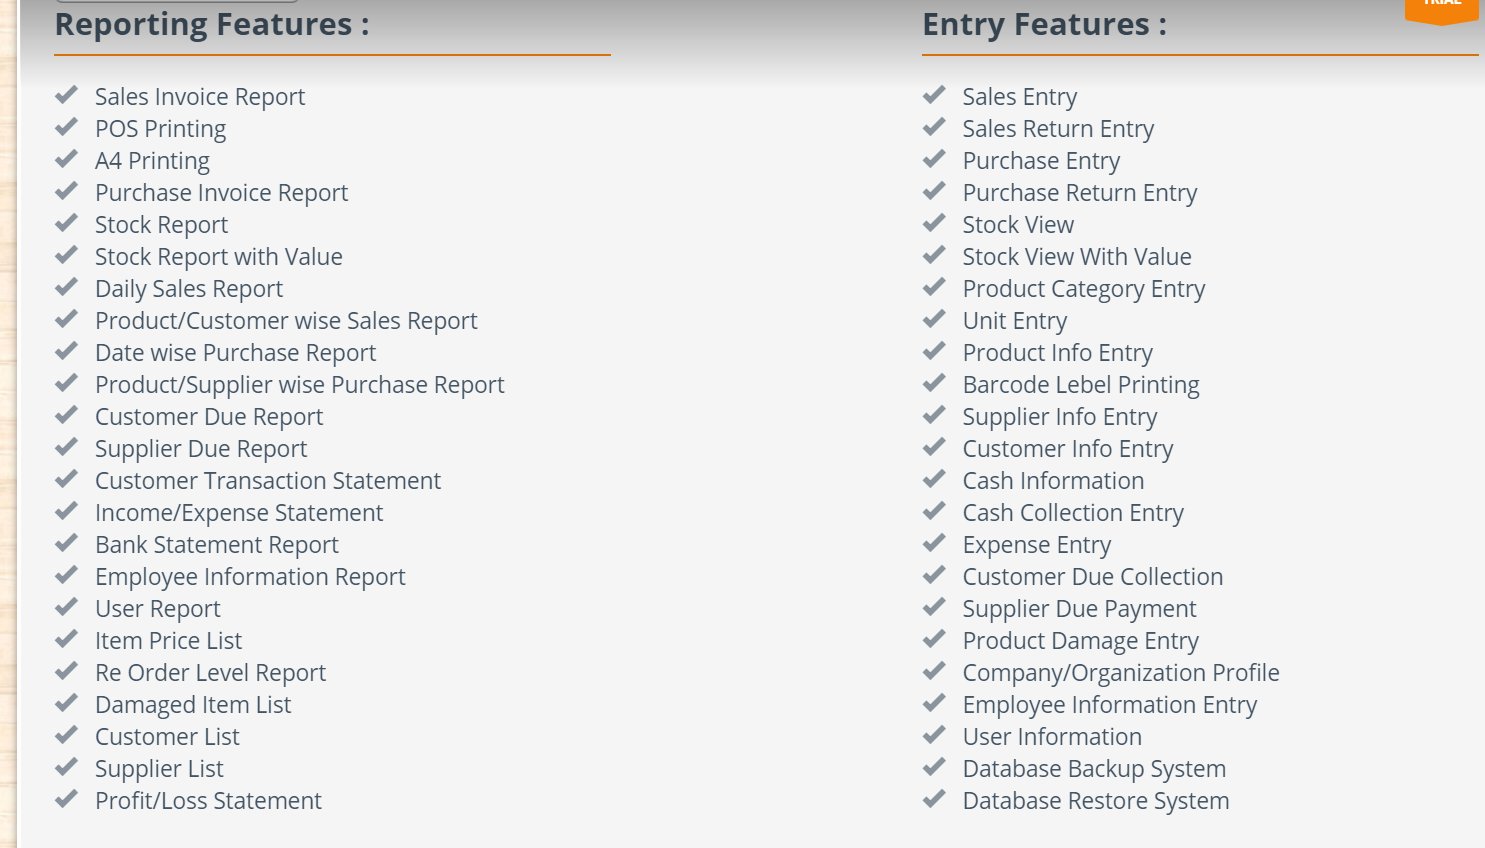 TRIAL
Reporting Features :
Sales Invoice Report
POS Printing
A4 Printing
Purchase Invoice Report
Stock Report
Stock Report with Value
Daily Sales Report
Product/Customer wise Sales Report
Date wise Purchase Report
Product/Supplier wise Purchase Report
Customer Due Report
Supplier Due Report
Customer Transaction Statement
Income/Expense Statement
Bank Statement Report
Employee Information Report
User Report
Item Price List
Re Order Level Report
Damaged Item List
Customer List
Supplier List
Profit/Loss Statement
Entry Features :
Sales Entry
Sales Return Entry
Purchase Entry
Purchase Return Entry
Stock View
Stock View With Value
Product Category Entry
Unit Entry
Product Info Entry
Barcode Lebel Printing
Supplier Info Entry
Customer Info Entry
Cash Information
Cash Collection Entry
Expense Entry
Customer Due Collection
Supplier Due Payment
Product Damage Entry
Company/Organization Profile
Employee Information Entry
User Information
Database Backup System
Database Restore System